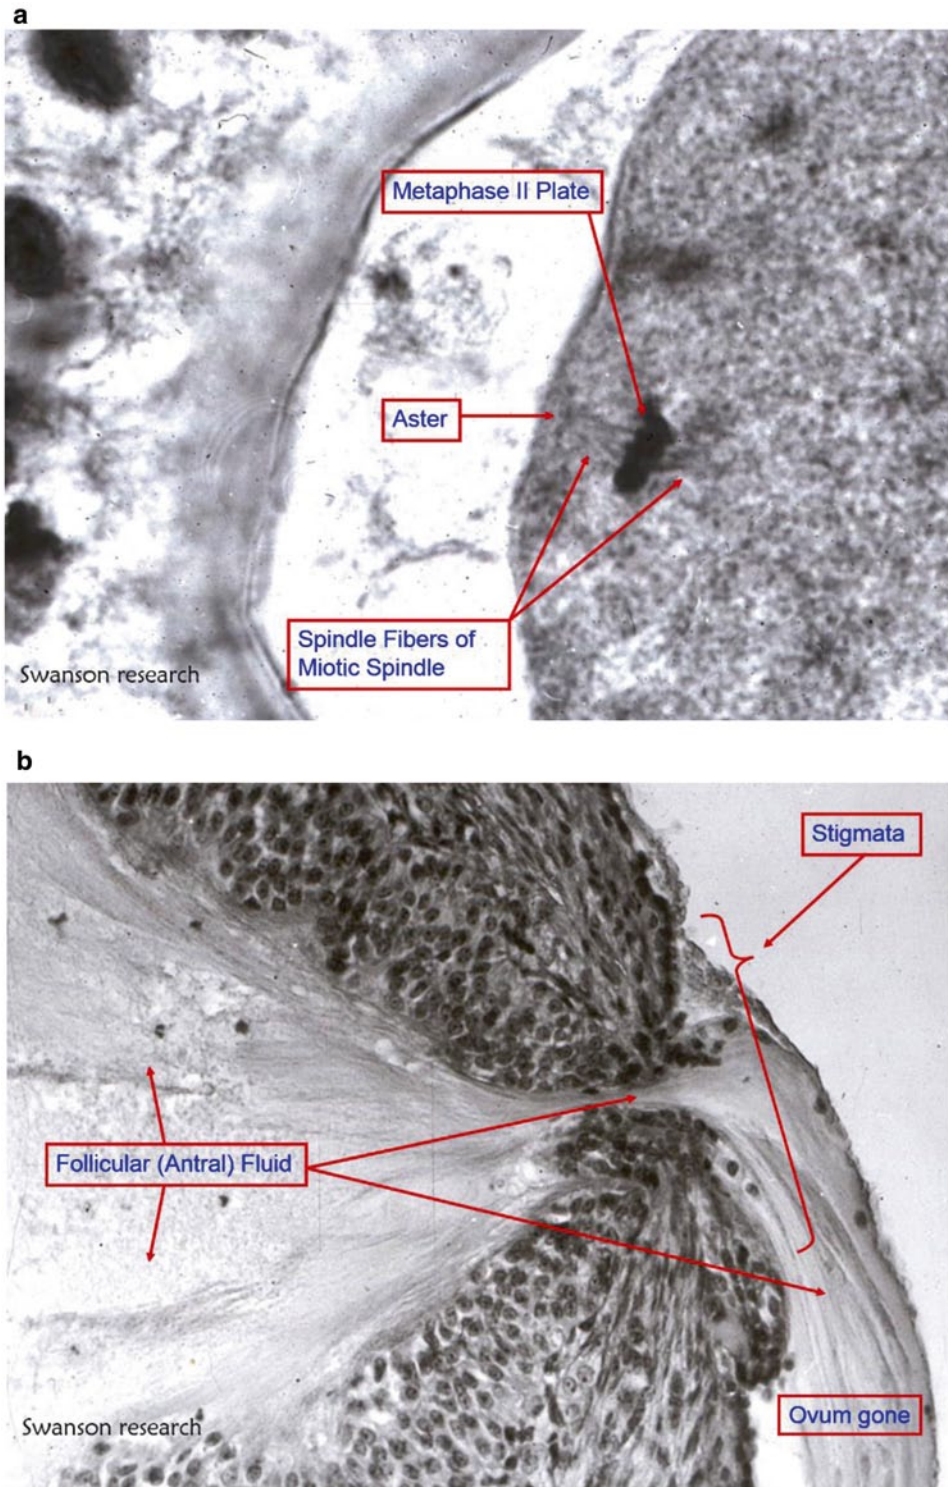 a
Metaphase II Plate
Aster
Spindle Fibers of
Miotic Spindle
Swanson research
b
Stigmata
Follicular (Antral) Fluid
Ovum gone
Swanson research